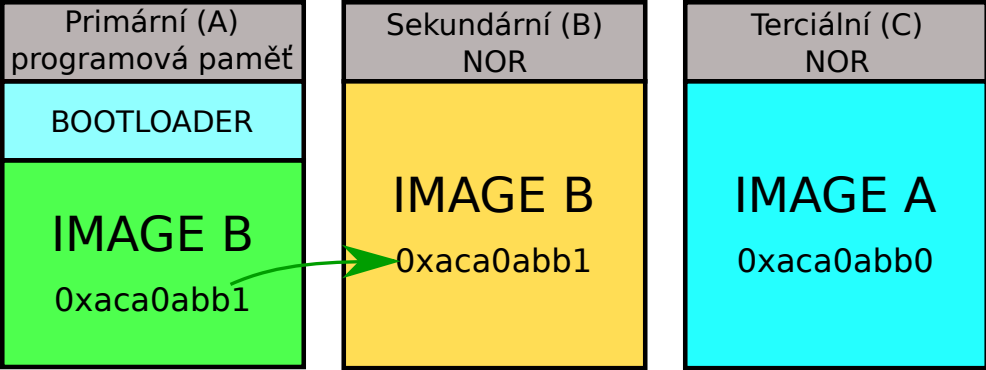 Primární (A)
programová paměť
BOOTLOADER
IMAGE B
0xaca0abb1
Sekundární (B)
NOR
IMAGE B
0xaca0abb1
Terciální (C)
NOR
IMAGE A
0xaca0abb0